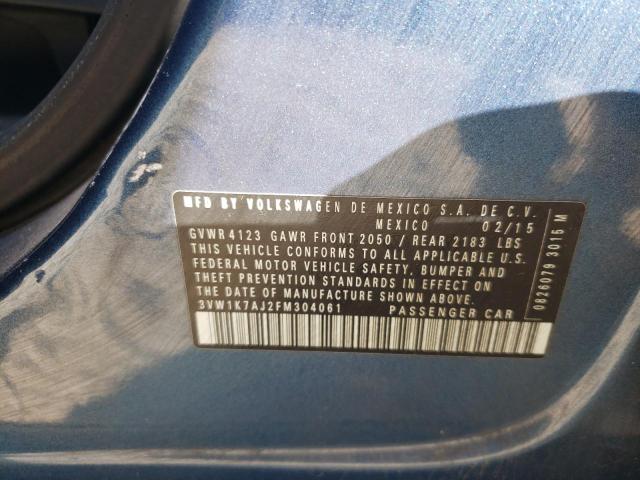 MFD BY VOLKSWAGEN DE MEXICO S.A. DE C.V.
MEXICO 02/15
GVWR 4123 GAWR FRONT 2050 / REAR 2183 LBS
THIS VEHICLE CONFORMS TO ALL APPLICABLE U.S.
FEDERAL MOTOR VEHICLE SAFETY, BUMPER AND
THEFT PREVENTION STANDARDS IN EFFECT ON
THE DATE OF MANUFACTURE SHOWN ABOVE.
3VW1K7AJ2FM304061 PASSENGER CAR
0826079 3015 M